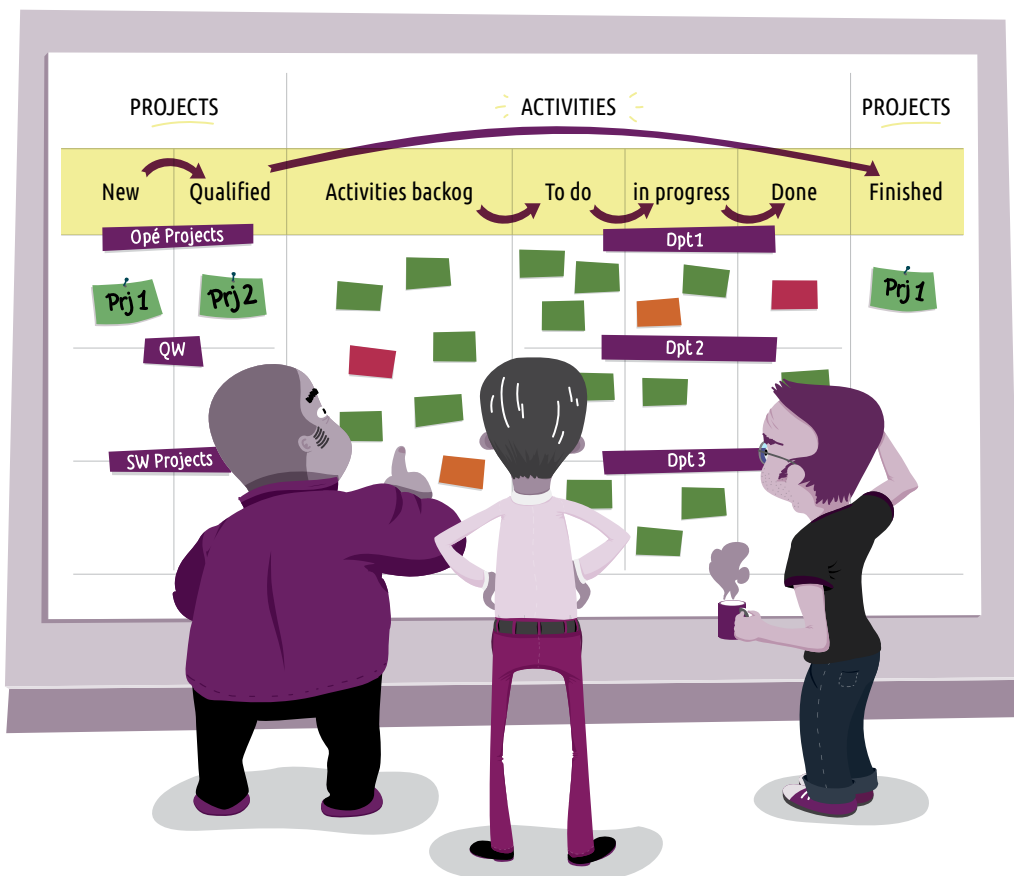 PROJECTS
ACTIVITIES
PROJECTS
New
Qualified
Activities backog
To do
in progress
Done
Finished
Opé Projects
Dpt 1
Prj 1
Prj 2
Prj 1
QW
Dpt 2
SW Projects
Dpt 3